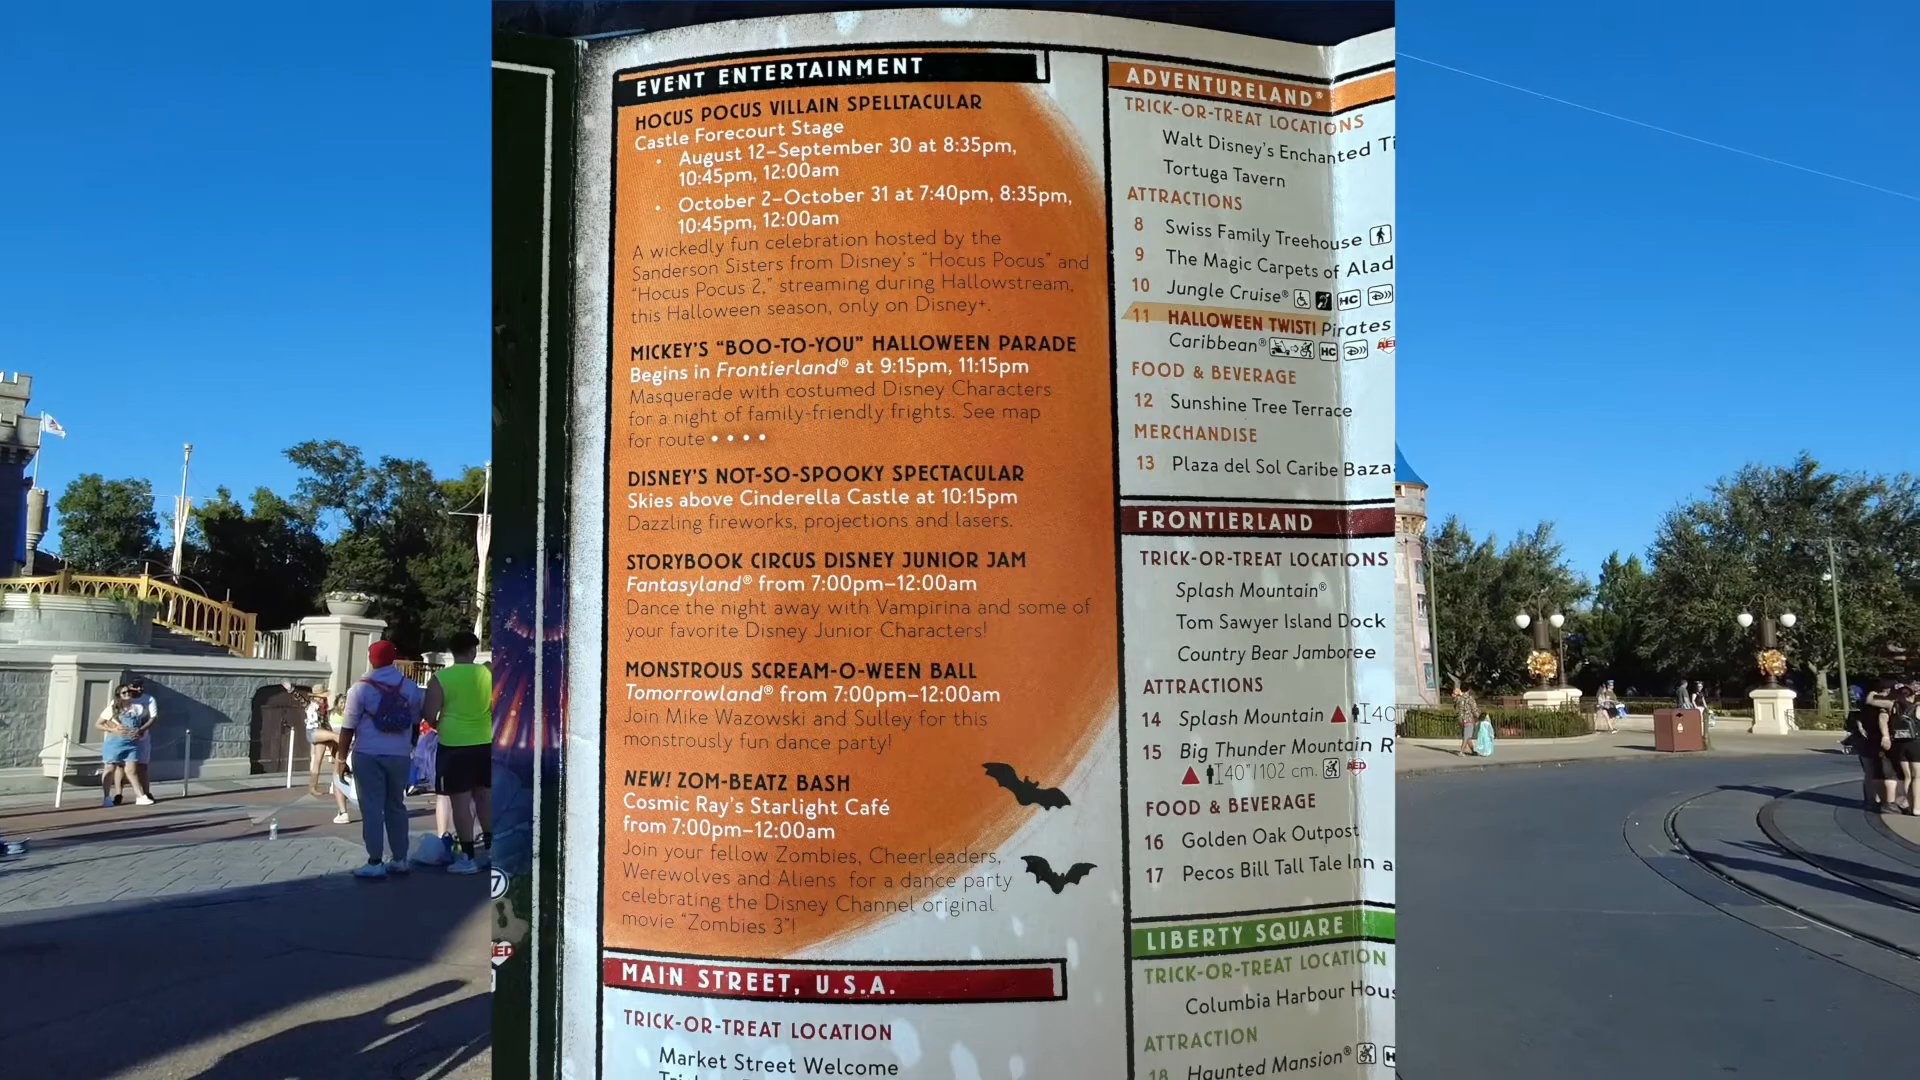 EVENT ENTERTAINMENT
HOCUS POCUS VILLAIN SPELLTACULAR
Castle Forecourt Stage
• August 12–September 30 at 8:35pm,
10:45pm, 12:00am
• October 2–October 31 at 7:40pm, 8:35pm,
10:45pm, 12:00am
A wickedly fun celebration hosted by the
Sanderson Sisters from Disney's "Hocus Pocus" and
"Hocus Pocus 2," streaming during Hallowstream,
this Halloween season, only on Disney+.
MICKEY'S "BOO-TO-YOU" HALLOWEEN PARADE
Begins in Frontierland® at 9:15pm, 11:15pm
Masquerade with costumed Disney Characters
for a night of family-friendly frights. See map
for route • • • •
DISNEY'S NOT-SO-SPOOKY SPECTACULAR
Skies above Cinderella Castle at 10:15pm
Dazzling fireworks, projections and lasers.
STORYBOOK CIRCUS DISNEY JUNIOR JAM
Fantasyland® from 7:00pm–12:00am
Dance the night away with Vampirina and some of
your favorite Disney Junior Characters!
MONSTROUS SCREAM-O-WEEN BALL
Tomorrowland® from 7:00pm–12:00am
Join Mike Wazowski and Sulley for this
monstrously fun dance party!
NEW! ZOM-BEATZ BASH
Cosmic Ray's Starlight Café
from 7:00pm–12:00am
Join your fellow Zombies, Cheerleaders,
Werewolves and Aliens for a dance party
celebrating the Disney Channel original
movie "Zombies 3"!
MAIN STREET, U.S.A.
TRICK-OR-TREAT LOCATION
Market Street Welcome
ADVENTURELAND®
TRICK-OR-TREAT LOCATIONS
Walt Disney's Enchanted Ti
Tortuga Tavern
ATTRACTIONS
8 Swiss Family Treehouse
9 The Magic Carpets of Alad
10 Jungle Cruise® HC D
11 HALLOWEEN TWIST! Pirates
Caribbean® HC D AED
FOOD & BEVERAGE
12 Sunshine Tree Terrace
MERCHANDISE
13 Plaza del Sol Caribe Baza
FRONTIERLAND
TRICK-OR-TREAT LOCATIONS
Splash Mountain®
Tom Sawyer Island Dock
Country Bear Jamboree
ATTRACTIONS
14 Splash Mountain 40
15 Big Thunder Mountain R
40"/102 cm. AED
FOOD & BEVERAGE
16 Golden Oak Outpost
17 Pecos Bill Tall Tale Inn a
LIBERTY SQUARE
TRICK-OR-TREAT LOCATION
Columbia Harbour Hous
ATTRACTION
18 Haunted Mansion®